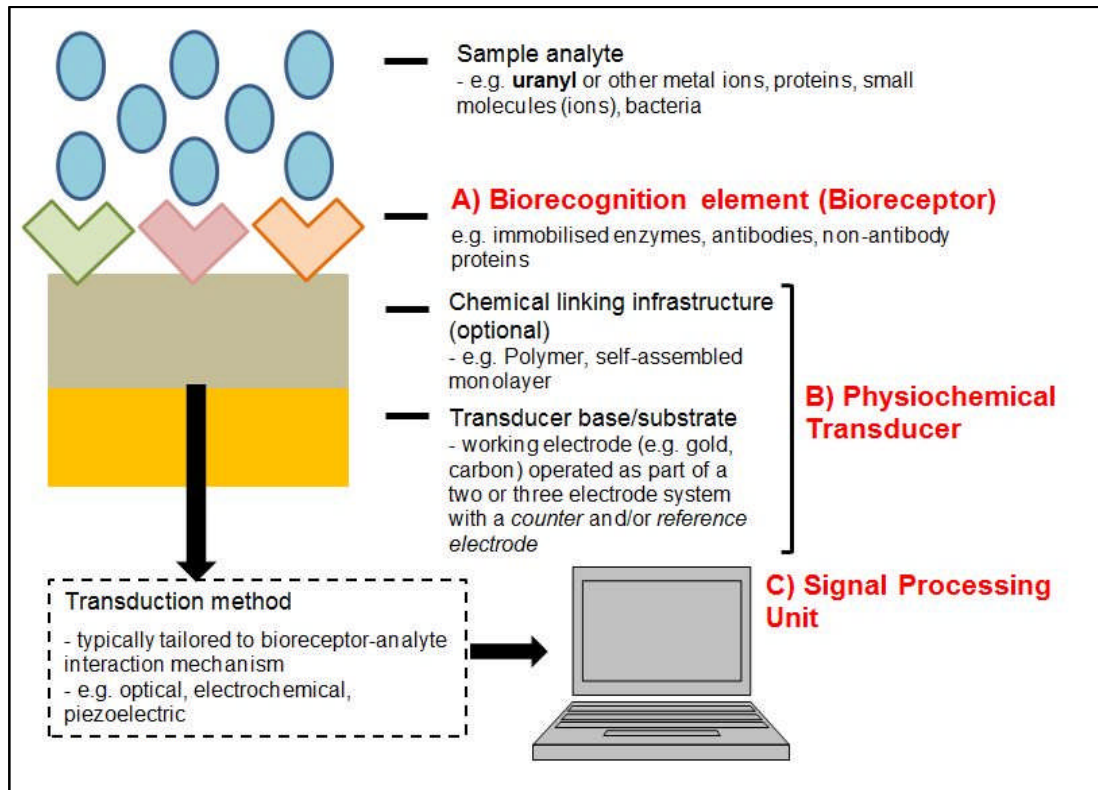 Sample analyte
- e.g. uranyl or other metal ions, proteins, small
molecules (ions), bacteria
A) Biorecognition element (Bioreceptor)
e.g. immobilised enzymes, antibodies, non-antibody
proteins
Chemical linking infrastructure
(optional)
- e.g. Polymer, self-assembled
monolayer
B) Physiochemical
Transducer
Transducer base/substrate
- working electrode (e.g. gold,
carbon) operated as part of a
two or three electrode system
with a counter and/or reference
electrode
C) Signal Processing
Unit
Transduction method
- typically tailored to bioreceptor-analyte
interaction mechanism
- e.g. optical, electrochemical,
piezoelectric